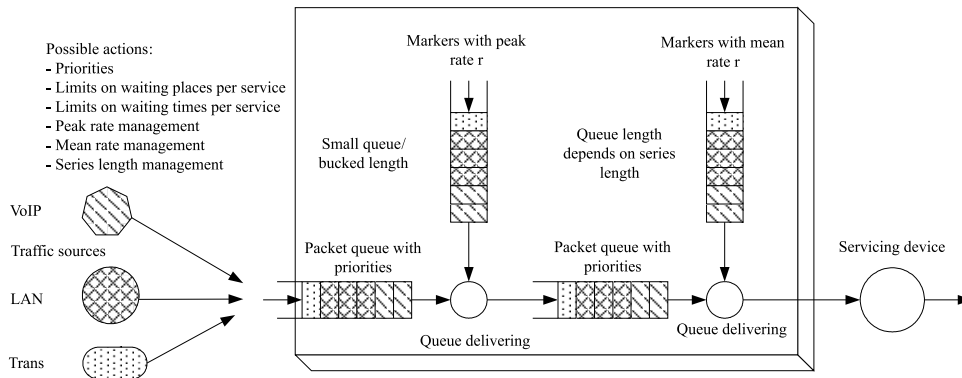 Possible actions:
- Priorities
- Limits on waiting places per service
- Limits on waiting times per service
- Peak rate management
- Mean rate management
- Series length management
VoIP
Traffic sources
LAN
Trans
Markers with peak
rate r
Small queue/
bucked length
Packet queue with
priorities
Queue delivering
Markers with mean
rate r
Queue length
depends on series
length
Packet queue with
priorities
Queue delivering
Servicing device